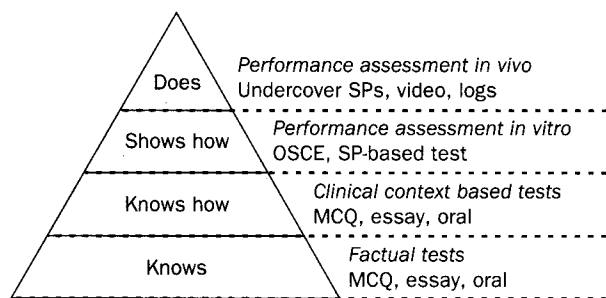 Does
Performance assessment in vivo
Undercover SPs, video, logs
Shows how
Performance assessment in vitro
OSCE, SP-based test
Knows how
Clinical context based tests
MCQ, essay, oral
Knows
Factual tests
MCQ, essay, oral